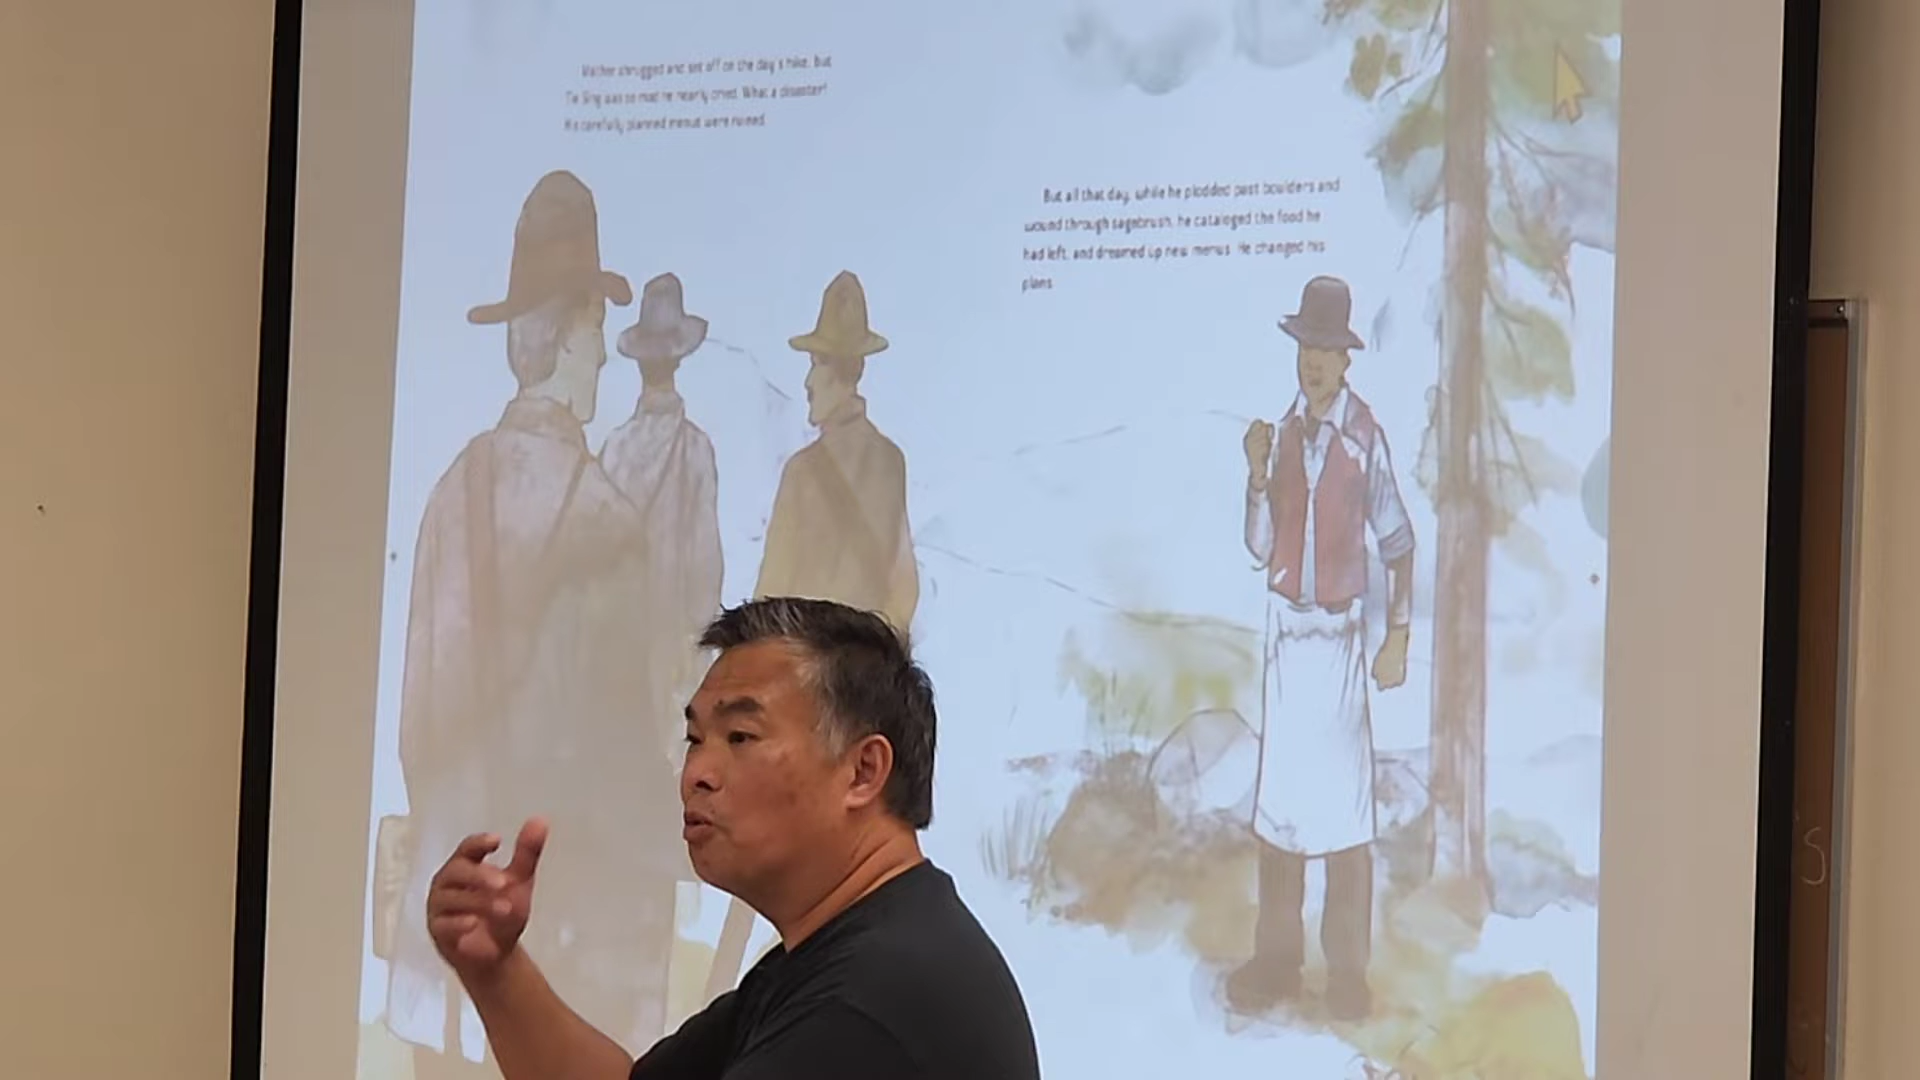 Mather shrugged and set off on the day's hike. But
Tie Sing was so mad he nearly cried. What a disaster!
His carefully planned menus were ruined.
But all that day, while he plodded past boulders and
wound through sagebrush, he cataloged the food he
had left, and dreamed up new menus. He changed his
plans.